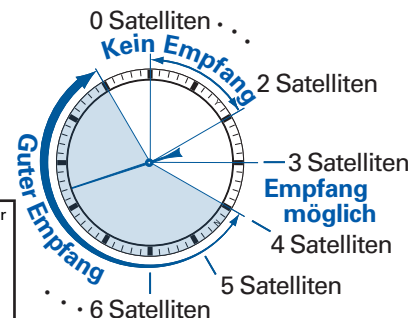 0 Satelliten
Kein Empfang
2 Satelliten
3 Satelliten
Empfang
möglich
4 Satelliten
5 Satelliten
6 Satelliten
Guter Empfang
r
Y
N